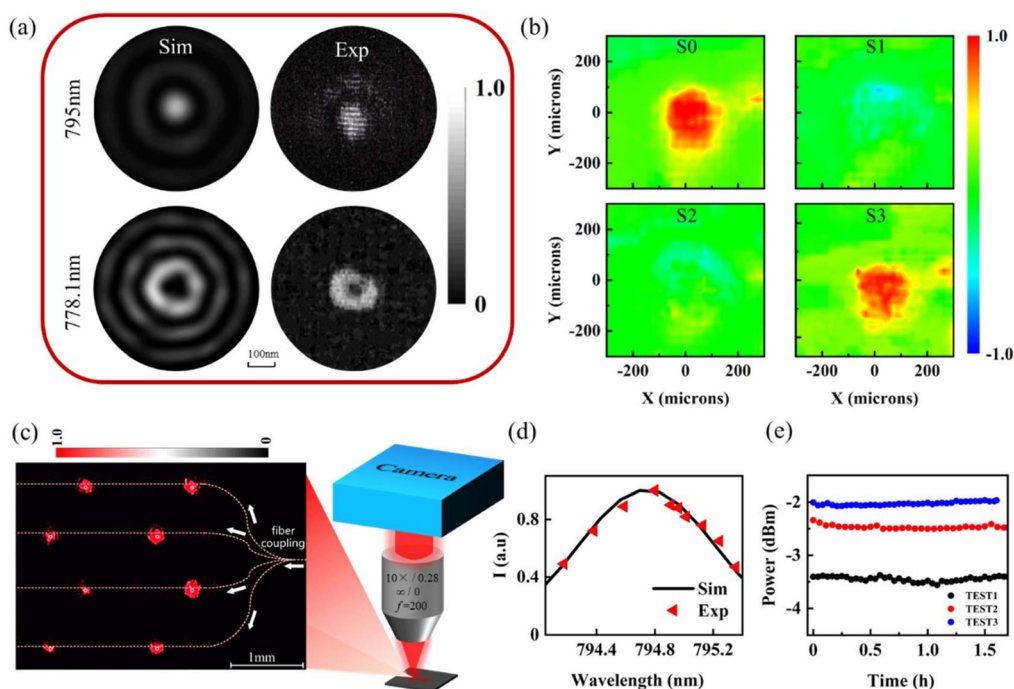 (a)
Sim
Exp
795nm
778.1nm
1.0
0
100nm
(b)
S0
S1
S2
S3
200
0
-200
Y (microns)
200
0
-200
Y (microns)
-200 0 200
X (microns)
-200 0 200
X (microns)
1.0
-1.0
(c)
1.0
0
fiber
coupling
1mm
Camera
10×/0.28
∞/0
f=200
(d)
I (a.u)
0.8
0.4
0
Sim
Exp
794.4 794.8 795.2
Wavelength (nm)
(e)
Power (dBm)
-2
-3
-4
TEST1
TEST2
TEST3
0 0.5 1.0 1.5
Time (h)